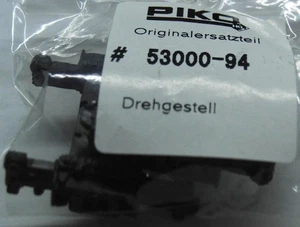 PIKO
Originalersatzteil
# 53000-94
Drehgestell